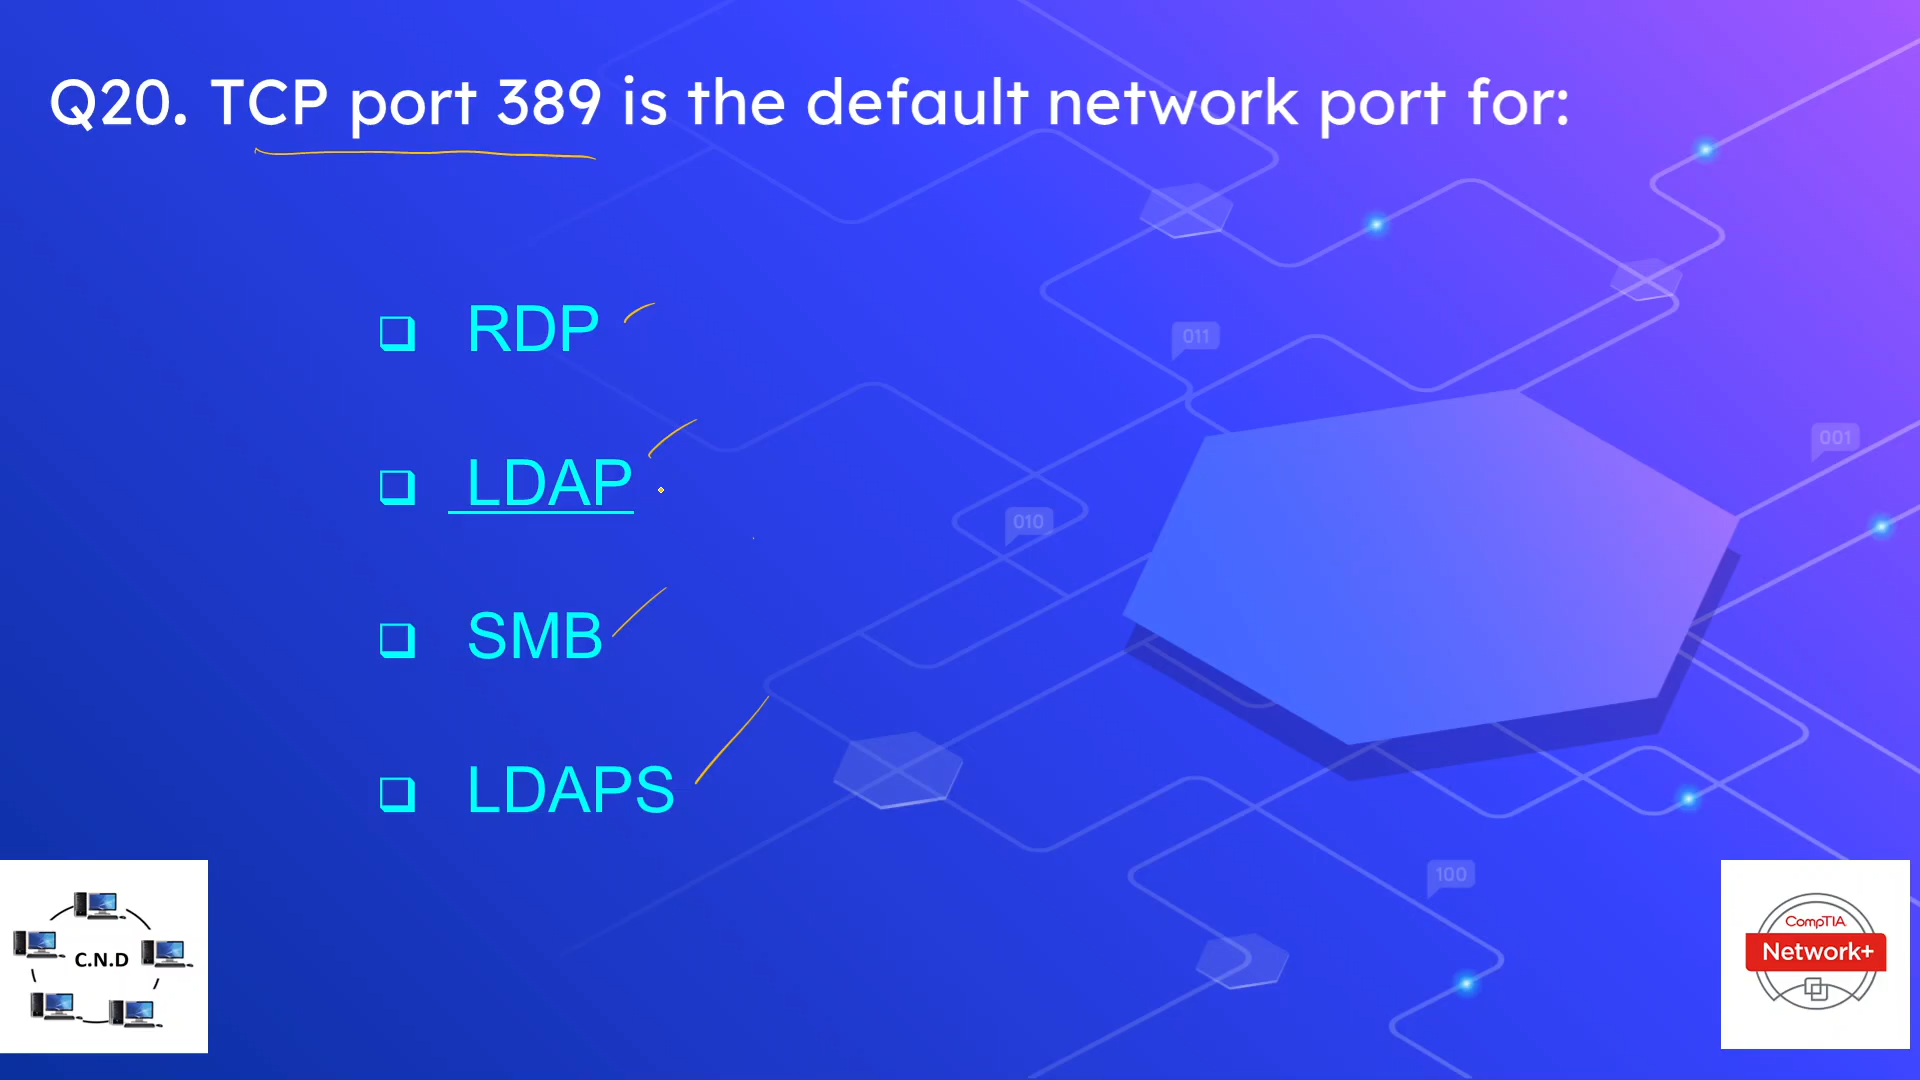 Q20. TCP port 389 is the default network port for:
RDP
011
LDAP
001
010
SMB
LDAPS
100
C.N.D
CompTIA
Network+